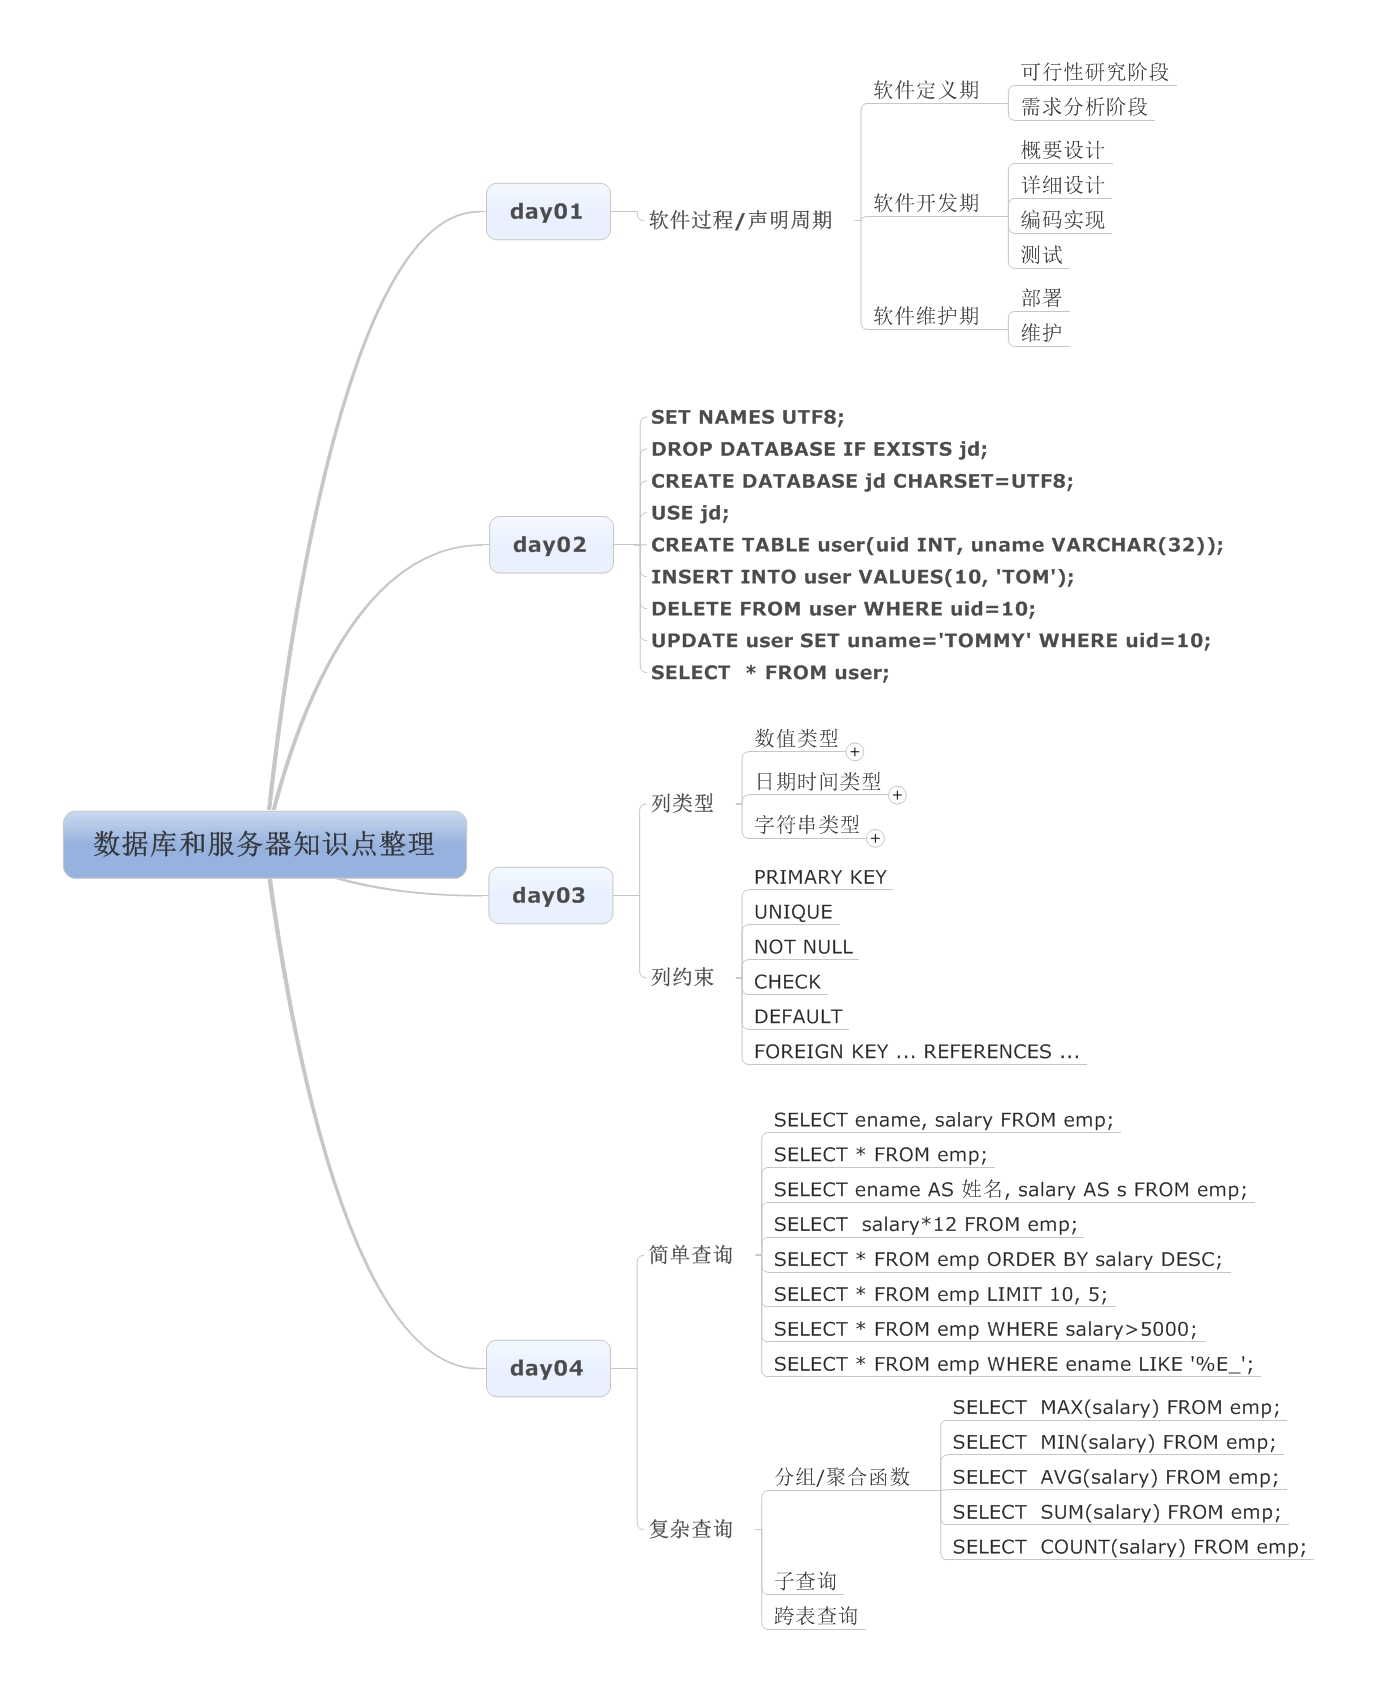 数据库和服务器知识点整理
day01
软件过程/声明周期
软件定义期
可行性研究阶段
需求分析阶段
软件开发期
概要设计
详细设计
编码实现
测试
软件维护期
部署
维护
day02
SET NAMES UTF8;
DROP DATABASE IF EXISTS jd;
CREATE DATABASE jd CHARSET=UTF8;
USE jd;
CREATE TABLE user(uid INT, uname VARCHAR(32));
INSERT INTO user VALUES(10, 'TOM');
DELETE FROM user WHERE uid=10;
UPDATE user SET uname='TOMMY' WHERE uid=10;
SELECT  * FROM user;
day03
列类型
数值类型
日期时间类型
字符串类型
列约束
PRIMARY KEY
UNIQUE
NOT NULL
CHECK
DEFAULT
FOREIGN KEY ... REFERENCES ...
day04
简单查询
SELECT ename, salary FROM emp;
SELECT * FROM emp;
SELECT ename AS 姓名, salary AS s FROM emp;
SELECT  salary*12 FROM emp;
SELECT * FROM emp ORDER BY salary DESC;
SELECT * FROM emp LIMIT 10, 5;
SELECT * FROM emp WHERE salary>5000;
SELECT * FROM emp WHERE ename LIKE '%E_';
复杂查询
分组/聚合函数
SELECT  MAX(salary) FROM emp;
SELECT  MIN(salary) FROM emp;
SELECT  AVG(salary) FROM emp;
SELECT  SUM(salary) FROM emp;
SELECT  COUNT(salary) FROM emp;
子查询
跨表查询